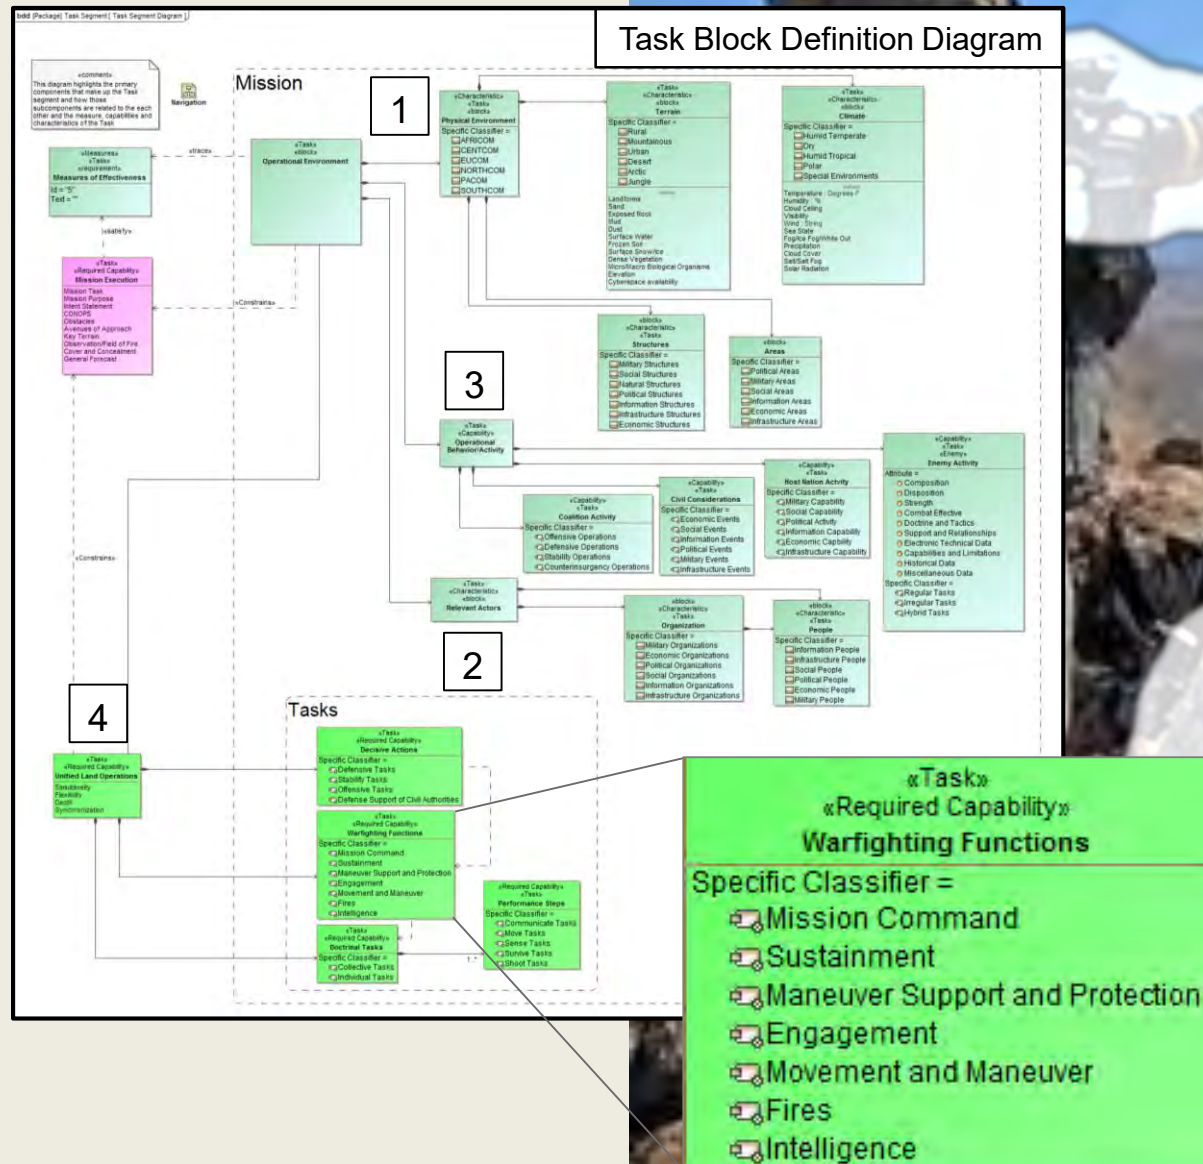 bdd [Package] Task Segment [ Task Segment Diagram ]
Task Block Definition Diagram
«comment»
This diagram highlights the primary
components that make up the Task
segment and how those
subcomponents are related to the each
other and the measure, capabilities and
characteristics of the Task
Navigation
Mission
1
«Characteristic»
«Task»
«block»
Physical Environment
Specific Classifier =
AFRICOM
CENTCOM
EUCOM
NORTHCOM
PACOM
SOUTHCOM
«Task»
«Characteristic»
«block»
Terrain
Specific Classifier =
Rural
Mountainous
Urban
Desert
Arctic
Jungle
Landforms
Sand
Exposed Rock
Mud
Dust
Surface Water
Frozen Soil
Surface Snow/Ice
Dense Vegetation
Micro/Macro Biological Organisms
Elevation
Cyberspace availability
«Task»
«Characteristic»
«block»
Climate
Specific Classifier =
Humid Temperate
Dry
Humid Tropical
Polar
Special Environments
Temperature : Degrees F
Humidity : %
Cloud Ceiling
Visibility
Wind : String
Sea State
Fog/Ice Fog/White Out
Precipitation
Cloud Cover
Salt/Salt Fog
Solar Radiation
«Task»
«block»
Operational Environment
«trace»
«Measures»
«Task»
«requirement»
Measures of Effectiveness
Id = "5"
Text = ""
«satisfy»
«Task»
«Required Capability»
Mission Execution
Mission Task
Mission Purpose
Intent Statement
CONOPS
Obstacles
Avenues of Approach
Key Terrain
Observation/Field of Fire
Cover and Concealment
General Forecast
«Constrains»
«block»
«Characteristic»
«Task»
Structures
Specific Classifier =
Military Structures
Social Structures
Natural Structures
Political Structures
Information Structures
Infrastructure Structures
Economic Structures
«block»
Areas
Specific Classifier =
Political Areas
Military Areas
Social Areas
Information Areas
Economic Areas
Infrastructure Areas
3
«Task»
«Capability»
Operational
Behavior/Activity
«Capability»
«Task»
Coalition Activity
Specific Classifier =
Offensive Operations
Defensive Operations
Stability Operations
Counterinsurgency Operations
«Capability»
«Task»
Civil Considerations
Specific Classifier =
Economic Events
Social Events
Information Events
Political Events
Military Events
Infrastructure Events
«Capability»
«Task»
Host Nation Activity
Specific Classifier =
Military Capability
Social Capability
Political Activity
Information Capability
Economic Capbility
Infrastructure Capability
«Capability»
«Task»
«Enemy»
Enemy Activity
Attribute =
Composition
Disposition
Strength
Combat Effective
Doctrine and Tactics
Support and Relationships
Electronic Technical Data
Capabilities and Limitations
Historical Data
Miscellaneous Data
Specific Classifier =
Regular Tasks
Irregular Tasks
Hybrid Tasks
«Constrains»
«Task»
«Characteristic»
«block»
Relevant Actors
2
«block»
«Characteristic»
«Task»
Organization
Specific Classifier =
Military Organizations
Economic Organizations
Political Organizations
Social Organizations
Information Organizations
Infrastructure Organizations
«block»
«Characteristic»
«Task»
People
Specific Classifier =
Information People
Infrastructure People
Social People
Political People
Economic People
Military People
4
«Task»
«Required Capability»
Unified Land Operations
Flexibility
Synchronization
Tasks
«Task»
«Required Capability»
Decisive Actions
Specific Classifier =
Defensive Tasks
Stability Tasks
Offensive Tasks
Defense Support of Civil Authorities
«Task»
«Required Capability»
Warfighting Functions
Specific Classifier =
Mission Command
Sustainment
Maneuver Support and Protection
Engagement
Movement and Maneuver
Fires
Intelligence
«Task»
«Required Capability»
Doctrinal Tasks
Specific Classifier =
Collective Tasks
Individual Tasks
«Required Capability»
«Task»
Performance Steps
Specific Classifier =
Communicate Tasks
Move Tasks
Sense Tasks
Survive Tasks
Shoot Tasks
«Task»
«Required Capability»
Warfighting Functions
Specific Classifier =
Mission Command
Sustainment
Maneuver Support and Protection
Engagement
Movement and Maneuver
Fires
Intelligence